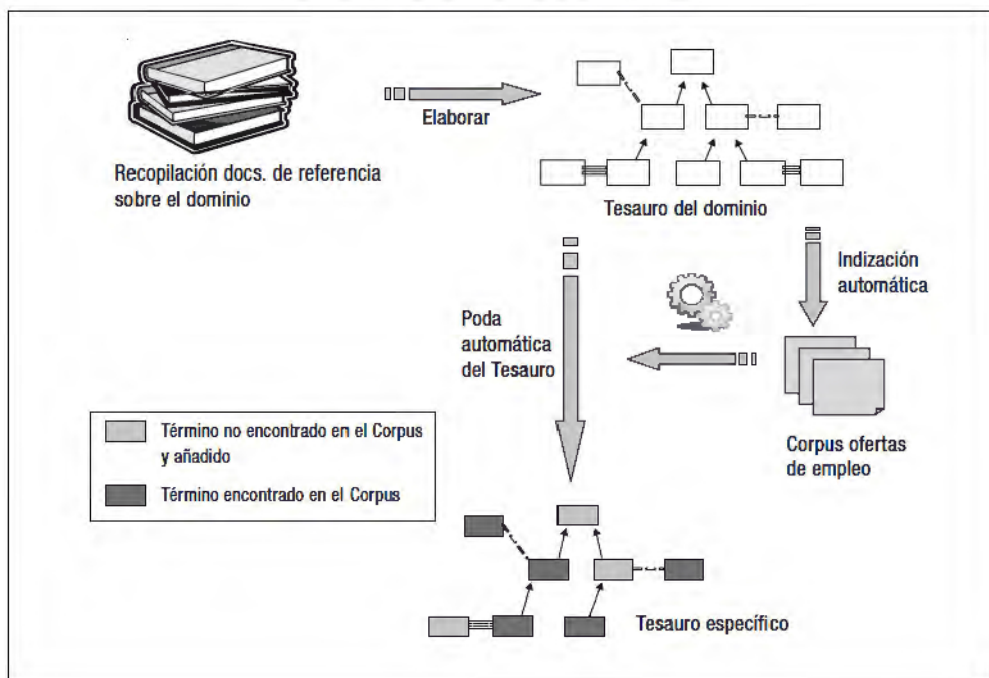 Elaborar
Recopilación docs. de referencia
sobre el dominio
Tesauro del dominio
Indización
automática
Poda
automática
del Tesauro
Término no encontrado en el Corpus
y añadido
Término encontrado en el Corpus
Corpus ofertas
de empleo
Tesauro específico